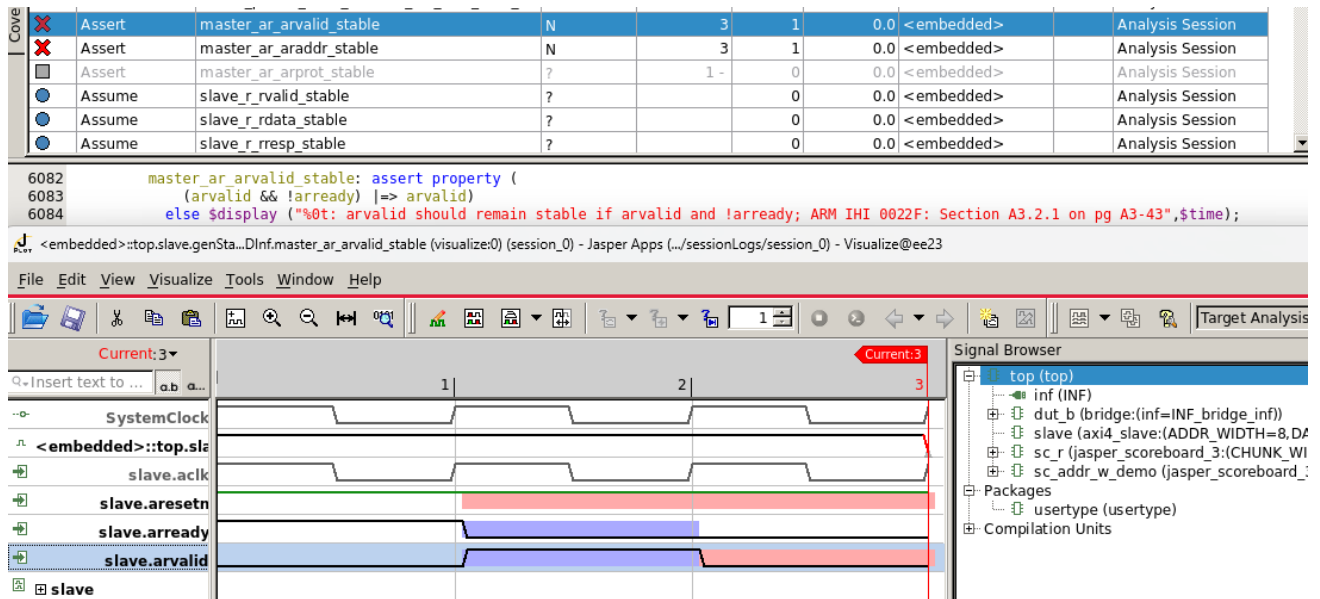 Cove
Assert master_ar_arvalid_stable N 3 1 0.0 <embedded> Analysis Session
Assert master_ar_araddr_stable N 3 1 0.0 <embedded> Analysis Session
Assert master_ar_arprot_stable ? 1 - 0 0.0 <embedded> Analysis Session
Assume slave_r_rvalid_stable ? 0 0.0 <embedded> Analysis Session
Assume slave_r_rdata_stable ? 0 0.0 <embedded> Analysis Session
Assume slave_r_rresp_stable ? 0 0.0 <embedded> Analysis Session
6082 master_ar_arvalid_stable: assert property (
6083 (arvalid && !arready) |=> arvalid)
6084 else $display ("%0t: arvalid should remain stable if arvalid and !arready; ARM IHI 0022F: Section A3.2.1 on pg A3-43",$time);
<embedded>::top.slave.genSta...DInf.master_ar_arvalid_stable (visualize:0) (session_0) - Jasper Apps (.../sessionLogs/session_0) - Visualize@ee23
File Edit View Visualize Tools Window Help
1
Target Analysis
Current:3
Current:3
Signal Browser
Insert text to ... a.b a...
1 2 3
top (top)
inf (INF)
dut_b (bridge:(inf=INF_bridge_inf))
slave (axi4_slave:(ADDR_WIDTH=8,DA
sc_r (jasper_scoreboard_3:(CHUNK_WI
sc_addr_w_demo (jasper_scoreboard_
Packages
usertype (usertype)
Compilation Units
SystemClock
<embedded>::top.sla
slave.aclk
slave.aresetn
slave.arready
slave.arvalid
slave